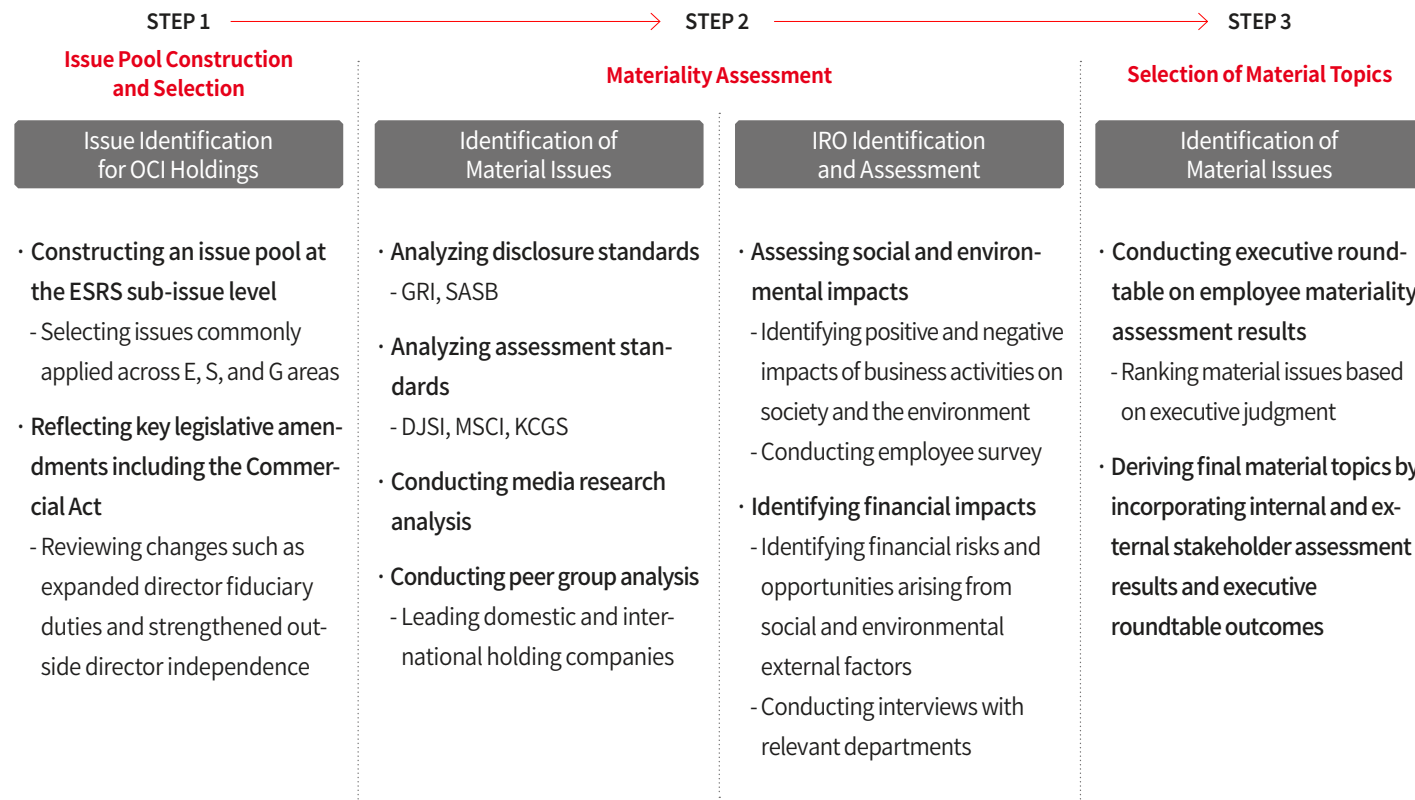 STEP 1
STEP 2
STEP 3
Issue Pool Construction
and Selection
Materiality Assessment
Selection of Material Topics
Issue Identification
for OCI Holdings
Identification of
Material Issues
IRO Identification
and Assessment
Identification of
Material Issues
· Constructing an issue pool at
the ESRS sub-issue level
- Selecting issues commonly
applied across E, S, and G areas
· Reflecting key legislative amen-
dments including the Commer-
cial Act
- Reviewing changes such as
expanded director fiduciary
duties and strengthened out-
side director independence
· Analyzing disclosure standards
- GRI, SASB
· Analyzing assessment stan-
dards
- DJSI, MSCI, KCGS
· Conducting media research
analysis
· Conducting peer group analysis
- Leading domestic and inter-
national holding companies
· Assessing social and environ-
mental impacts
- Identifying positive and negative
impacts of business activities on
society and the environment
- Conducting employee survey
· Identifying financial impacts
- Identifying financial risks and
opportunities arising from
social and environmental
external factors
- Conducting interviews with
relevant departments
· Conducting executive round-
table on employee materiality
assessment results
- Ranking material issues based
on executive judgment
· Deriving final material topics by
incorporating internal and ex-
ternal stakeholder assessment
results and executive
roundtable outcomes